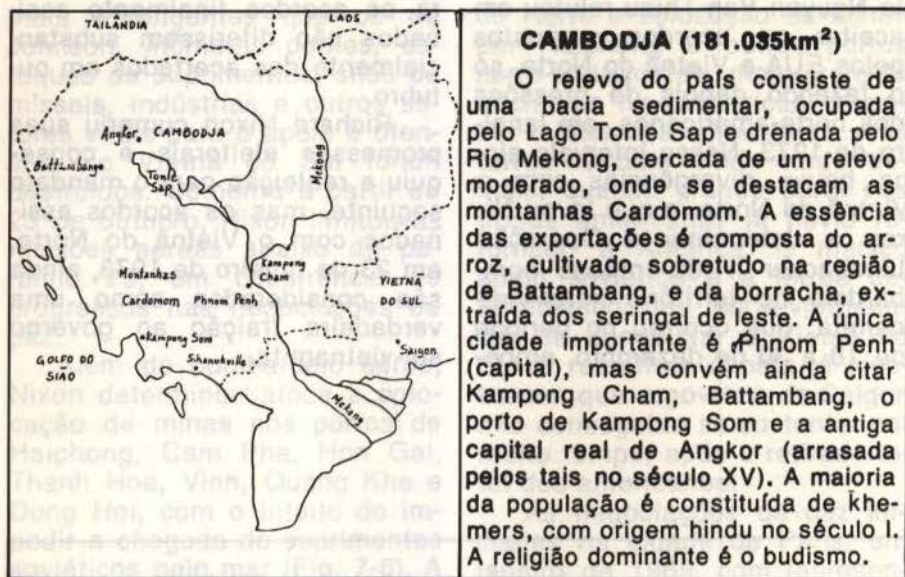 TAILÂNDIA
LAOS
Angkor
CAMBODJA
Battambang
Tonle
Sap
Mekong
Kampong
Cham
VIETNÃ
DO SUL
Montanhas
Cardomom
Phnom Penh
Kampong Som
Sihanukville
Saigon
GOLFO DO
SIÃO
Mekong
CAMBODJA (181.035km²)
O relevo do país consiste de
uma bacia sedimentar, ocupada
pelo Lago Tonle Sap e drenada pelo
Rio Mekong, cercada de um relevo
moderado, onde se destacam as
montanhas Cardomom. A essência
das exportações é composta do ar-
roz, cultivado sobretudo na região
de Battambang, e da borracha, ex-
traída dos seringal de leste. A única
cidade importante é Phnom Penh
(capital), mas convém ainda citar
Kampong Cham, Battambang, o
porto de Kampong Som e a antiga
capital real de Angkor (arrasada
pelos tais no século XV). A maioria
da população é constituída de khe-
mers, com origem hindu no século I.
A religião dominante é o budismo.